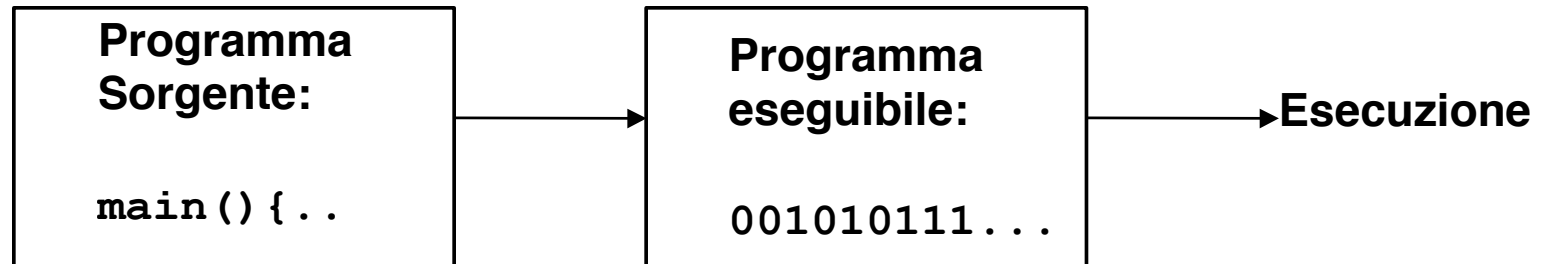 Programma
Sorgente:
main(){..
Programma
eseguibile:
001010111...
Esecuzione